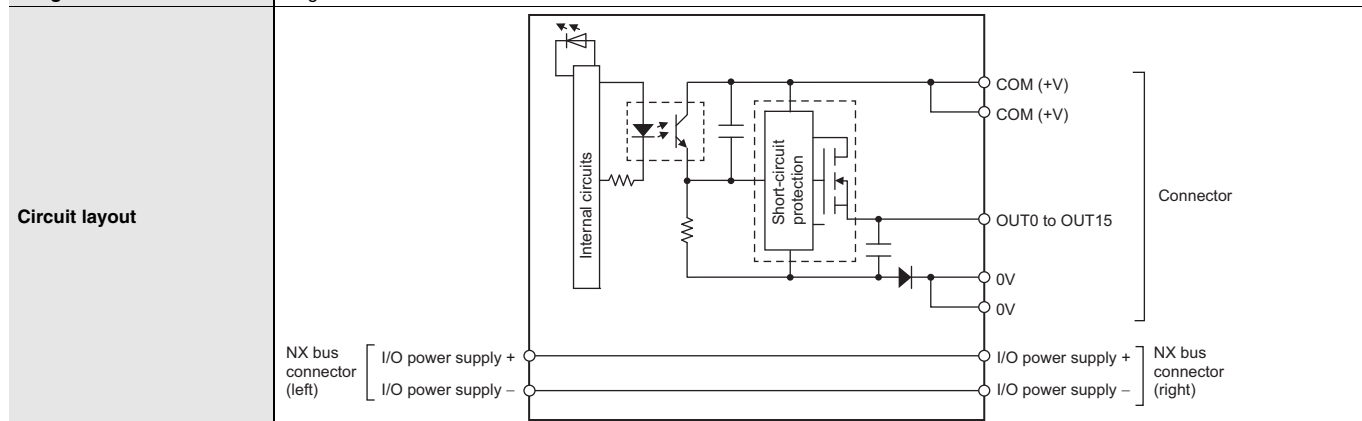 Circuit layout
Internal circuits
Short-circuit
protection
COM (+V)
COM (+V)
OUT0 to OUT15
0V
0V
Connector
NX bus
connector
(left)
I/O power supply +
I/O power supply –
I/O power supply +
I/O power supply –
NX bus
connector
(right)